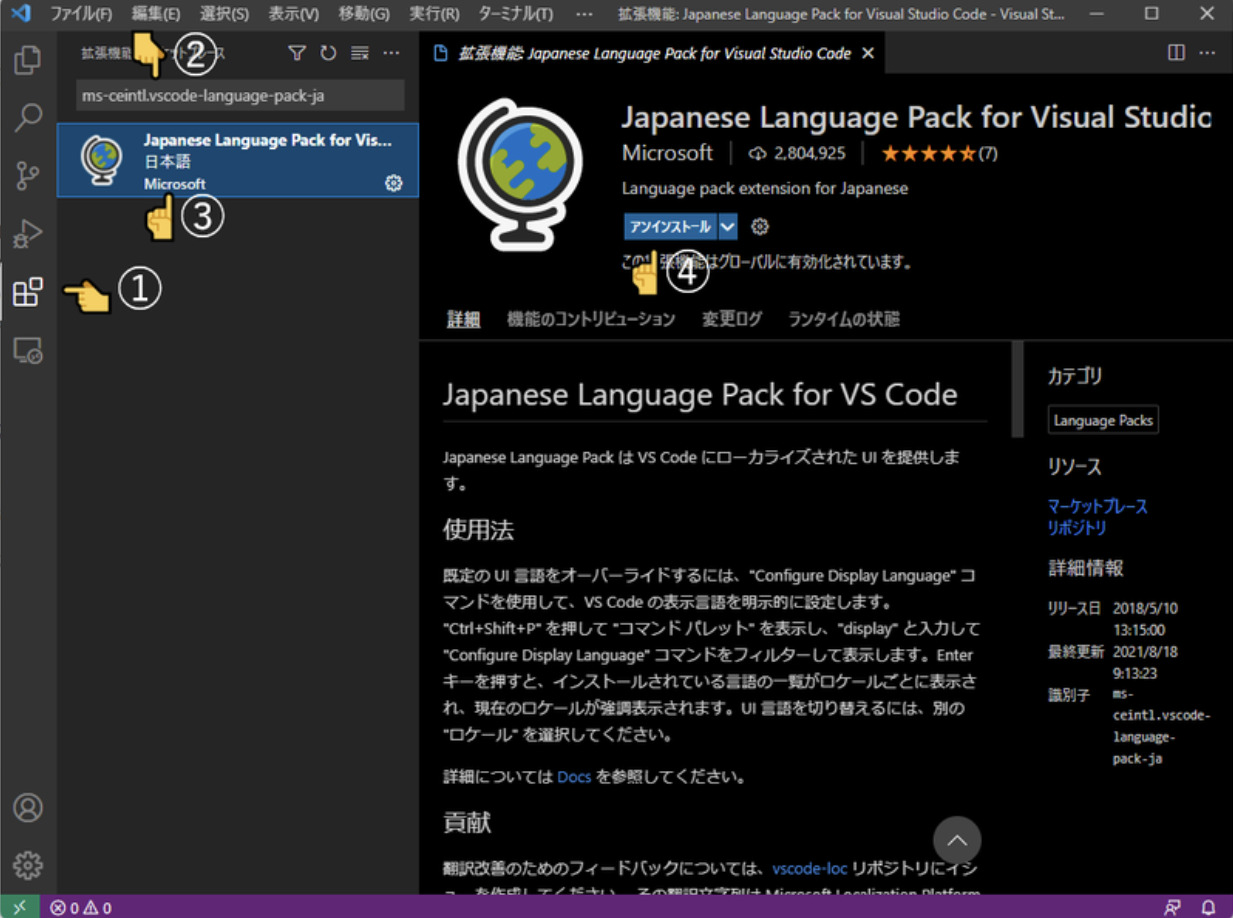 ファイル(F) 編集(E) 選択(S) 表示(V) 移動(G) 実行(R) ターミナル(T) ··· 拡張機能: Japanese Language Pack for Visual Studio Code - Visual St...
拡張機能
②
ms-ceintl.vscode-language-pack-ja
Japanese Language Pack for Vis...
日本語
Microsoft
③
①
拡張機能: Japanese Language Pack for Visual Studio Code
Japanese Language Pack for Visual Studio
Microsoft 2,804,925 (7)
Language pack extension for Japanese
アンインストール
張機能はグローバルに有効化されています。
④
詳細 機能のコントリビューション 変更ログ ランタイムの状態
Japanese Language Pack for VS Code
Japanese Language Pack は VS Code にローカライズされた UI を提供しま
す。
使用法
既定の UI 言語をオーバーライドするには、"Configure Display Language" コ
マンドを使用して、VS Code の表示言語を明示的に設定します。
"Ctrl+Shift+P" を押して "コマンド パレット" を表示し、"display" と入力して
"Configure Display Language" コマンドをフィルターして表示します。Enter
キーを押すと、インストールされている言語の一覧がロケールごとに表示さ
れ、現在のロケールが強調表示されます。UI 言語を切り替えるには、別の
"ロケール" を選択してください。
詳細については Docs を参照してください。
貢献
翻訳改善のためのフィードバックについては、vscode-loc リポジトリにイシ
ューを作成してください。その翻訳文字列は Microsoft Localization Platform
カテゴリ
Language Packs
リソース
マーケットプレース
リポジトリ
詳細情報
リリース日 2018/5/10
13:15:00
最終更新 2021/8/18
9:13:23
識別子 ms-
ceintl.vscode-
language-
pack-ja
0 0